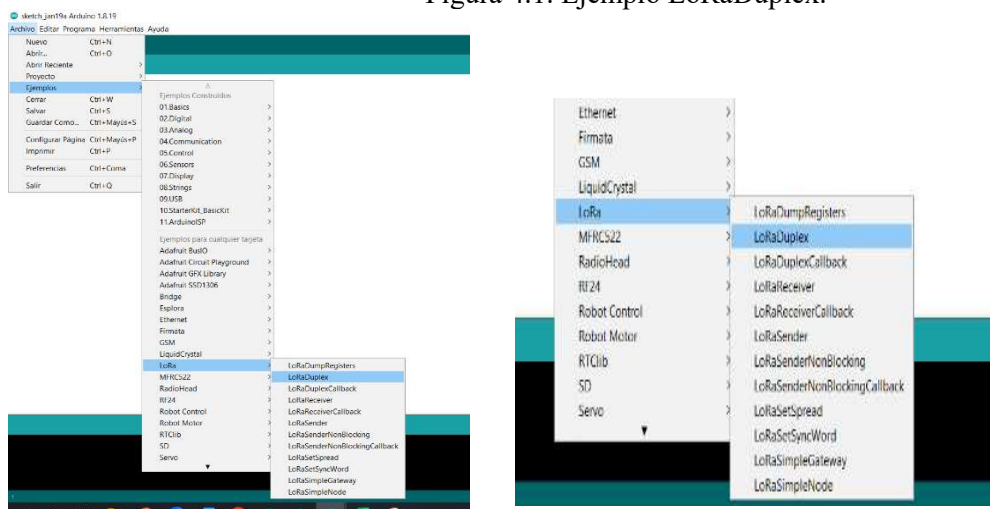 Figura 4.1. Ejemplo LoRaDuplex.
sketch_jan19a Arduino 1.8.19
Archivo Editar Programa Herramientas Ayuda
Nuevo Ctrl+N
Abrir... Ctrl+O
Abrir Reciente
Proyecto
Ejemplos
Cerrar Ctrl+W
Salvar Ctrl+S
Guardar Como... Ctrl+Mayús+S
Configurar Página Ctrl+Mayús+P
Imprimir Ctrl+P
Preferencias Ctrl+Coma
Salir Ctrl+Q
Ejemplos Construidos
01.Basics
02.Digital
03.Analog
04.Communication
05.Control
06.Sensors
07.Display
08.Strings
09.USB
10.StarterKit_BasicKit
11.ArduinoISP
Ejemplos para cualquier tarjeta
Adafruit BusIO
Adafruit Circuit Playground
Adafruit GFX Library
Adafruit SSD1306
Bridge
Esplora
Ethernet
Firmata
GSM
LiquidCrystal
LoRa
MFRC522
RadioHead
RF24
Robot Control
Robot Motor
RTClib
SD
Servo
LoRaDumpRegisters
LoRaDuplex
LoRaDuplexCallback
LoRaReceiver
LoRaReceiverCallback
LoRaSender
LoRaSenderNonBlocking
LoRaSenderNonBlockingCallback
LoRaSetSpread
LoRaSetSyncWord
LoRaSimpleGateway
LoRaSimpleNode
Ethernet
Firmata
GSM
LiquidCrystal
LoRa
MFRC522
RadioHead
RF24
Robot Control
Robot Motor
RTClib
SD
Servo
LoRaDumpRegisters
LoRaDuplex
LoRaDuplexCallback
LoRaReceiver
LoRaReceiverCallback
LoRaSender
LoRaSenderNonBlocking
LoRaSenderNonBlockingCallback
LoRaSetSpread
LoRaSetSyncWord
LoRaSimpleGateway
LoRaSimpleNode